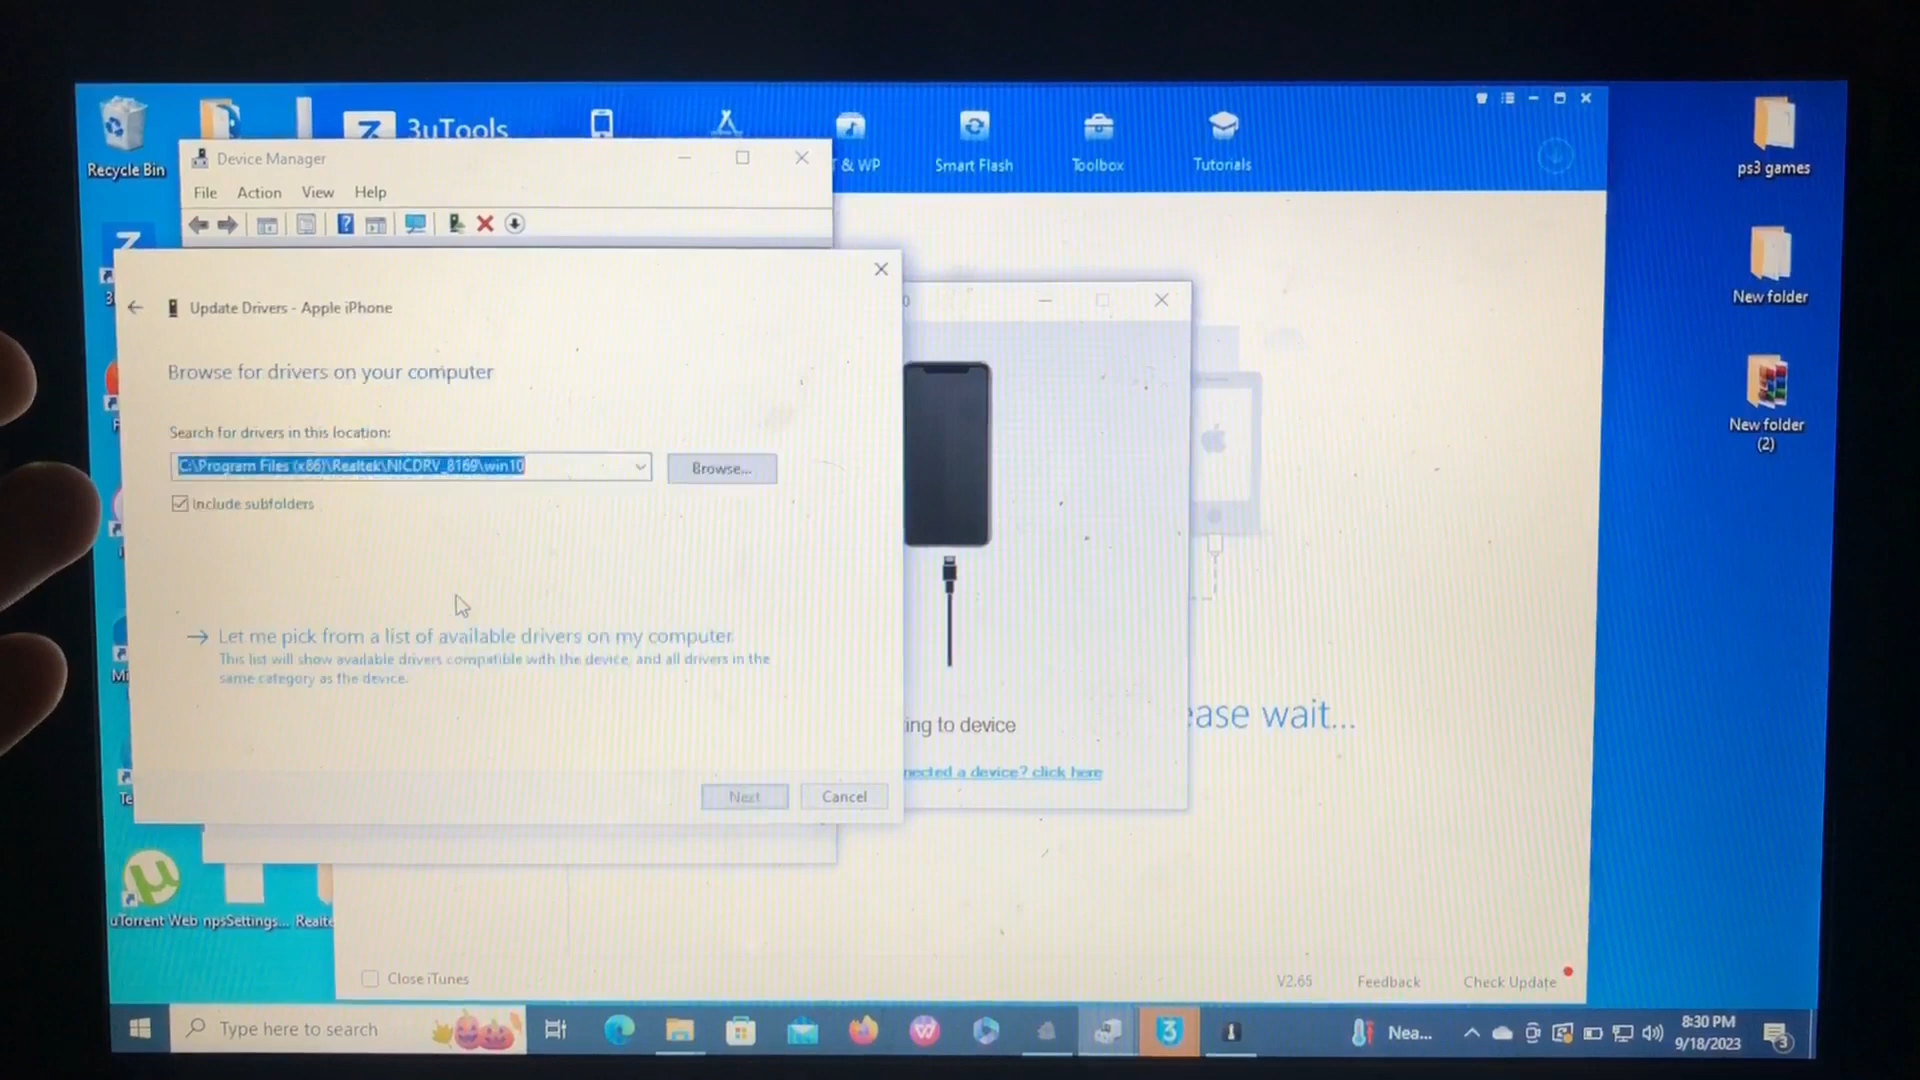 Recycle Bin
3uTools
T & WP
Smart Flash
Toolbox
Tutorials
ps3 games
New folder
New folder
(2)
Device Manager
File
Action
View
Help
Update Drivers - Apple iPhone
Browse for drivers on your computer
Search for drivers in this location:
C:\Program Files (x86)\Realtek\NICDRV_8169\win10
Browse...
Include subfolders
Let me pick from a list of available drivers on my computer
This list will show available drivers compatible with the device, and all drivers in the
same category as the device.
Next
Cancel
ing to device
nected a device? click here
ease wait...
Mi
Te
uTorrent Web
npsSettings...
Realte
Close iTunes
V2.65
Feedback
Check Update
Type here to search
Nea...
8:30 PM
9/18/2023
3